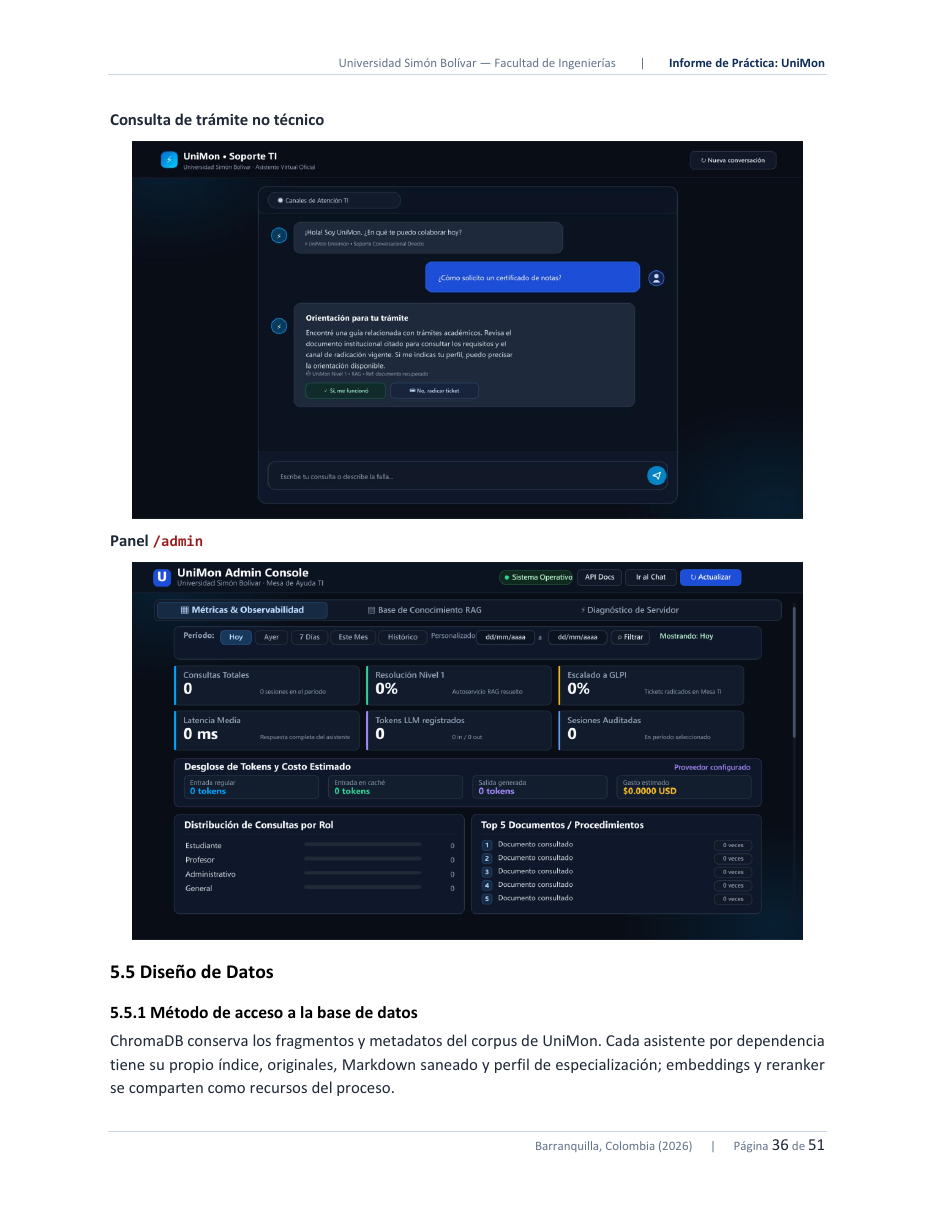 Universidad Simón Bolívar — Facultad de Ingenierías | Informe de Práctica: UniMon
Consulta de trámite no técnico
UniMon • Soporte TI
Universidad Simón Bolívar · Asistente Virtual Oficial
↻ Nueva conversación
Canales de Atención TI
¡Hola! Soy UniMon. ¿En qué te puedo colaborar hoy?
UniMon Unisimon • Soporte Conversacional Directo
¿Cómo solicito un certificado de notas?
Orientación para tu trámite
Encontré una guía relacionada con trámites académicos. Revisa el
documento institucional citado para consultar los requisitos y el
canal de radicación vigente. Si me indicas tu perfil, puedo precisar
la orientación disponible.
UniMon Nivel 1 • RAG • Ref: documento recuperado
✓ Sí, me funcionó
No, radicar ticket
Escribe tu consulta o describe la falla...
Panel /admin
U UniMon Admin Console
Universidad Simón Bolívar · Mesa de Ayuda TI
● Sistema Operativo API Docs Ir al Chat ↻ Actualizar
Métricas & Observabilidad Base de Conocimiento RAG ⚡ Diagnóstico de Servidor
Período: Hoy Ayer 7 Días Este Mes Histórico Personalizado dd/mm/aaaa a dd/mm/aaaa Filtrar Mostrando: Hoy
Consultas Totales
0 0 sesiones en el período
Resolución Nivel 1
0% Autoservicio RAG resuelto
Escalado a GLPI
0% Tickets radicados en Mesa TI
Latencia Media
0 ms Respuesta completa del asistente
Tokens LLM registrados
0 0 in / 0 out
Sesiones Auditadas
0 En período seleccionado
Desglose de Tokens y Costo Estimado Proveedor configurado
Entrada regular
0 tokens
Entrada en caché
0 tokens
Salida generada
0 tokens
Gasto estimado
$0.0000 USD
Distribución de Consultas por Rol
Estudiante 0
Profesor 0
Administrativo 0
General 0
Top 5 Documentos / Procedimientos
1 Documento consultado 0 veces
2 Documento consultado 0 veces
3 Documento consultado 0 veces
4 Documento consultado 0 veces
5 Documento consultado 0 veces
5.5 Diseño de Datos
5.5.1 Método de acceso a la base de datos
ChromaDB conserva los fragmentos y metadatos del corpus de UniMon. Cada asistente por dependencia
tiene su propio índice, originales, Markdown saneado y perfil de especialización; embeddings y reranker
se comparten como recursos del proceso.
Barranquilla, Colombia (2026) | Página 36 de 51